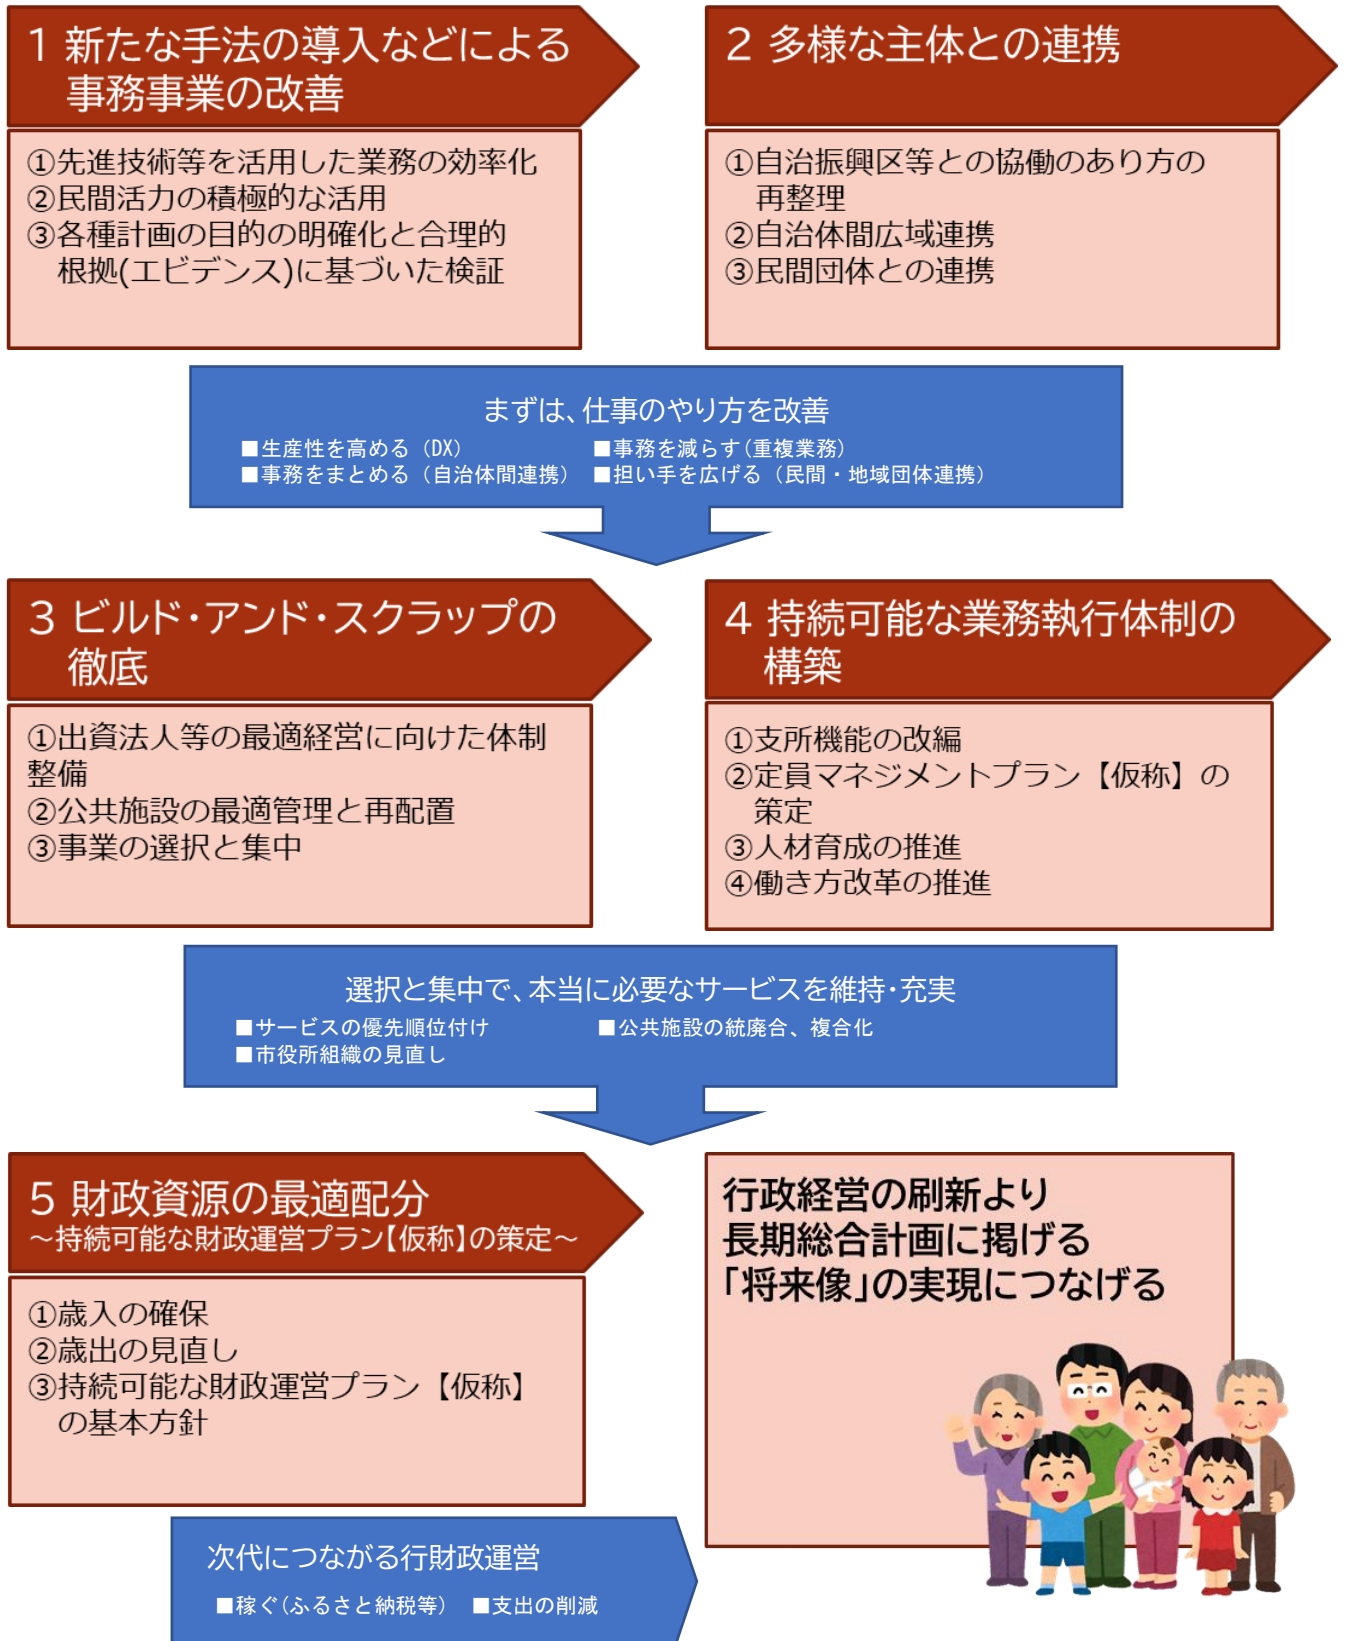 1 新たな手法の導入などによる
事務事業の改善
①先進技術等を活用した業務の効率化
②民間活力の積極的な活用
③各種計画の目的の明確化と合理的
根拠(エビデンス)に基づいた検証
2 多様な主体との連携
①自治振興区等との協働のあり方の
再整理
②自治体間広域連携
③民間団体との連携
まずは、仕事のやり方を改善
■生産性を高める（DX） ■事務を減らす(重複業務)
■事務をまとめる（自治体間連携） ■担い手を広げる（民間・地域団体連携）
3 ビルド・アンド・スクラップの
徹底
①出資法人等の最適経営に向けた体制
整備
②公共施設の最適管理と再配置
③事業の選択と集中
4 持続可能な業務執行体制の
構築
①支所機能の改編
②定員マネジメントプラン【仮称】の
策定
③人材育成の推進
④働き方改革の推進
選択と集中で、本当に必要なサービスを維持・充実
■サービスの優先順位付け ■公共施設の統廃合、複合化
■市役所組織の見直し
5 財政資源の最適配分
～持続可能な財政運営プラン【仮称】の策定～
①歳入の確保
②歳出の見直し
③持続可能な財政運営プラン【仮称】
の基本方針
行政経営の刷新より
長期総合計画に掲げる
「将来像」の実現につなげる
次代につながる行財政運営
■稼ぐ(ふるさと納税等) ■支出の削減